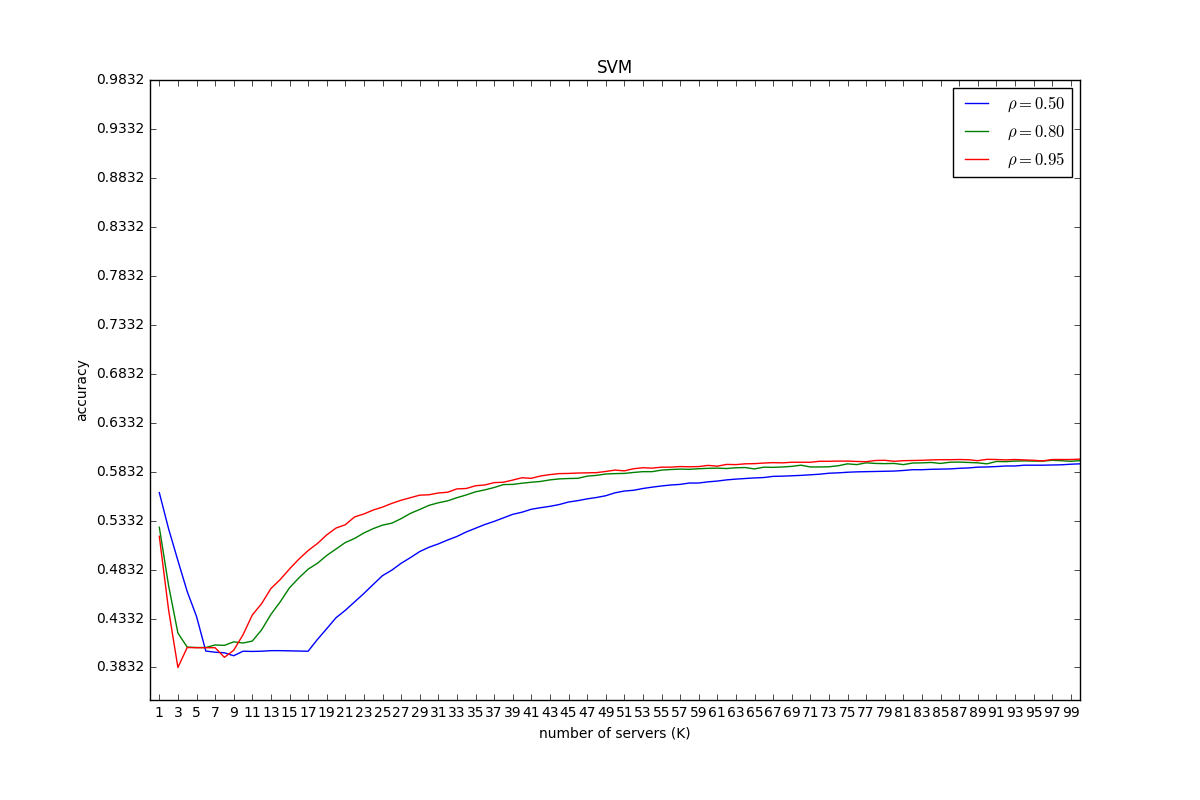 SVM
0.9832
0.9332
0.8832
0.8332
0.7832
0.7332
0.6832
0.6332
0.5832
0.5332
0.4832
0.4332
0.3832
accuracy
ρ = 0.50
ρ = 0.80
ρ = 0.95
1 3 5 7 9 11 13 15 17 19 21 23 25 27 29 31 33 35 37 39 41 43 45 47 49 51 53 55 57 59 61 63 65 67 69 71 73 75 77 79 81 83 85 87 89 91 93 95 97 99
number of servers (K)